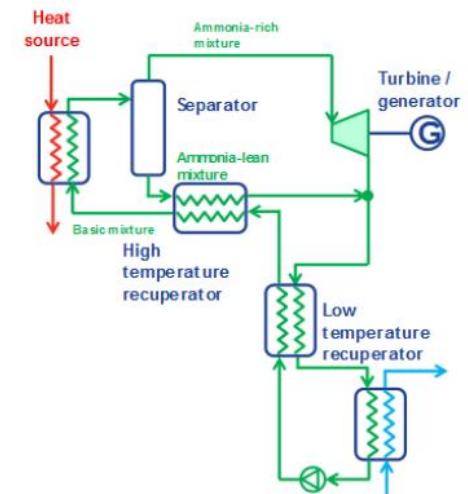 Heat
source
Ammonia-rich
mixture
Turbine /
generator
G
Separator
Ammonia-lean
mixture
Basic mixture
High
temperature
recuperator
Low
temperature
recuperator